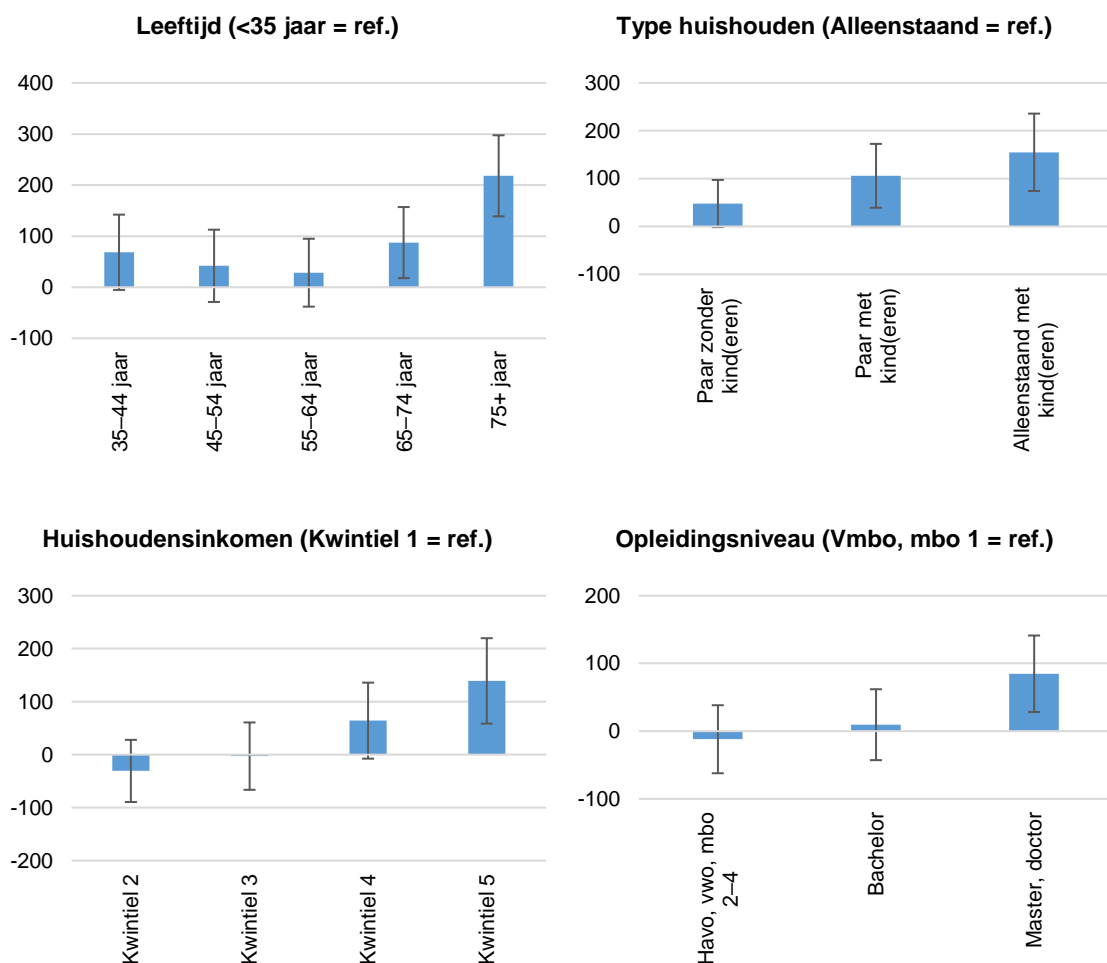 Leeftijd (<35 jaar = ref.)
400
300
200
100
0
-100
35–44 jaar
45–54 jaar
55–64 jaar
65–74 jaar
75+ jaar
Type huishouden (Alleenstaand = ref.)
300
200
100
0
-100
Paar zonder
kind(eren)
Paar met
kind(eren)
Alleenstaand met
kind(eren)
Huishoudensinkomen (Kwintiel 1 = ref.)
300
200
100
0
-100
-200
Kwintiel 2
Kwintiel 3
Kwintiel 4
Kwintiel 5
Opleidingsniveau (Vmbo, mbo 1 = ref.)
200
100
0
-100
Havo, vwo, mbo
2–4
Bachelor
Master, doctor